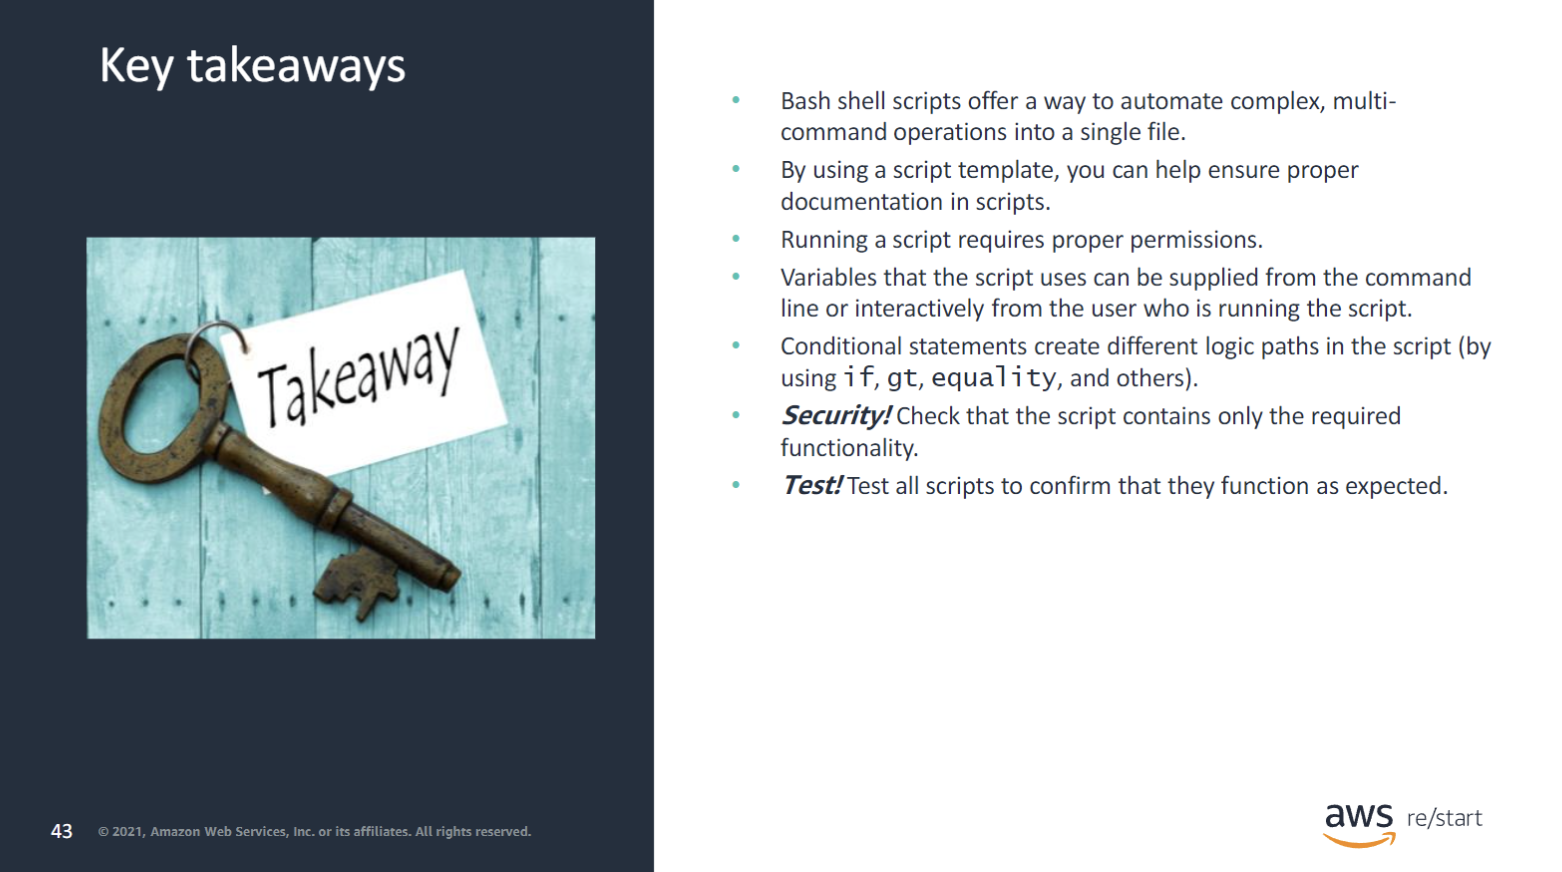 Key takeaways
Takeaway
• Bash shell scripts offer a way to automate complex, multi-
command operations into a single file.
• By using a script template, you can help ensure proper
documentation in scripts.
• Running a script requires proper permissions.
• Variables that the script uses can be supplied from the command
line or interactively from the user who is running the script.
• Conditional statements create different logic paths in the script (by
using if, gt, equality, and others).
• Security! Check that the script contains only the required
functionality.
• Test! Test all scripts to confirm that they function as expected.
43 © 2021, Amazon Web Services, Inc. or its affiliates. All rights reserved.
aws re/start